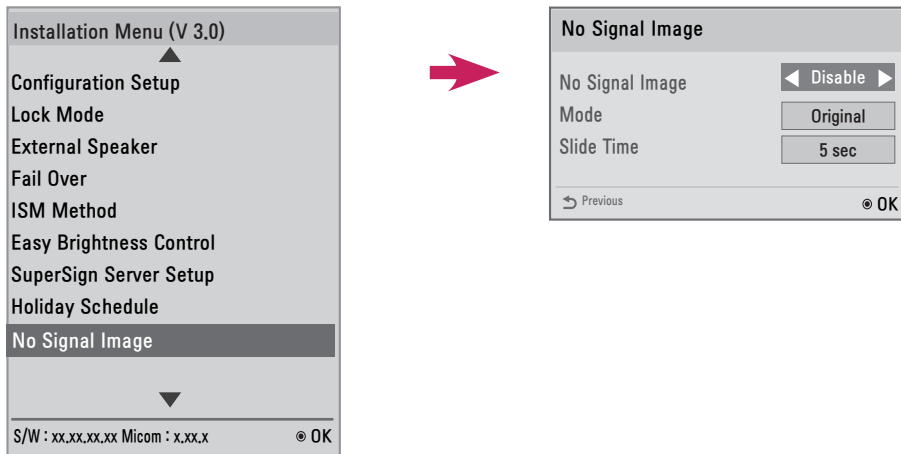 Installation Menu (V 3.0)
Configuration Setup
Lock Mode
External Speaker
Fail Over
ISM Method
Easy Brightness Control
SuperSign Server Setup
Holiday Schedule
No Signal Image
S/W : xx.xx.xx.xx Micom : x.xx.x ◉ OK
No Signal Image
No Signal Image ◀ Disable ▶
Mode Original
Slide Time 5 sec
Previous ◉ OK